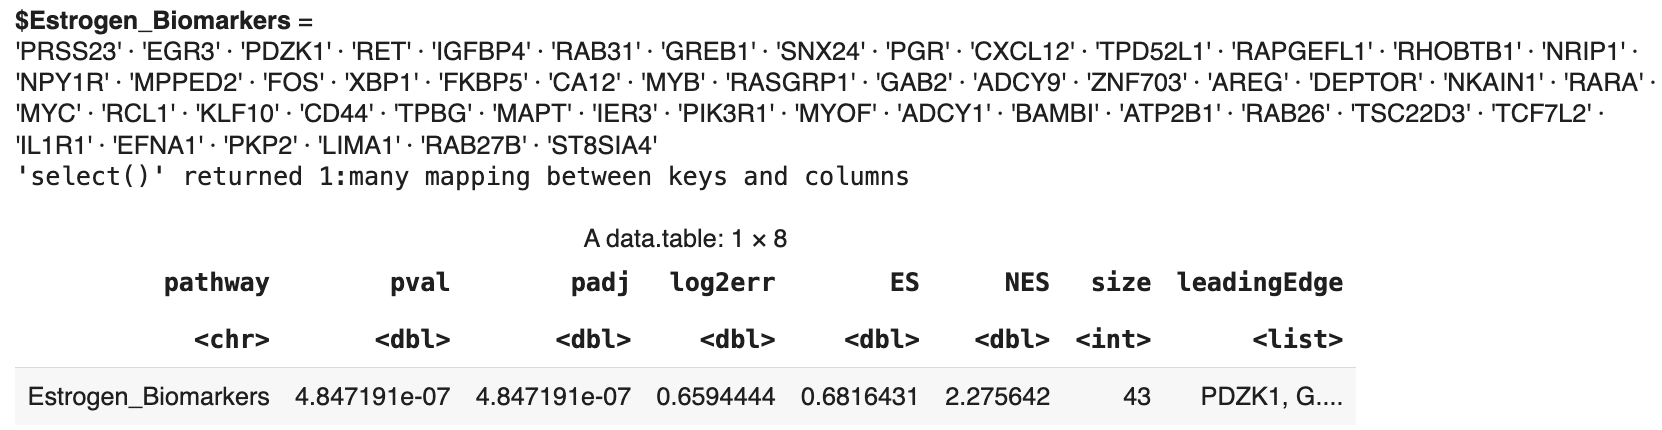 $Estrogen_Biomarkers =
'PRSS23' · 'EGR3' · 'PDZK1' · 'RET' · 'IGFBP4' · 'RAB31' · 'GREB1' · 'SNX24' · 'PGR' · 'CXCL12' · 'TPD52L1' · 'RAPGEFL1' · 'RHOBTB1' · 'NRIP1' ·
'NPY1R' · 'MPPED2' · 'FOS' · 'XBP1' · 'FKBP5' · 'CA12' · 'MYB' · 'RASGRP1' · 'GAB2' · 'ADCY9' · 'ZNF703' · 'AREG' · 'DEPTOR' · 'NKAIN1' · 'RARA' ·
'MYC' · 'RCL1' · 'KLF10' · 'CD44' · 'TPBG' · 'MAPT' · 'IER3' · 'PIK3R1' · 'MYOF' · 'ADCY1' · 'BAMBI' · 'ATP2B1' · 'RAB26' · 'TSC22D3' · 'TCF7L2' ·
'IL1R1' · 'EFNA1' · 'PKP2' · 'LIMA1' · 'RAB27B' · 'ST8SIA4'
'select()' returned 1:many mapping between keys and columns
A data.table: 1 × 8
pathway pval padj log2err ES NES size leadingEdge
<chr> <dbl> <dbl> <dbl> <dbl> <dbl> <int> <list>
Estrogen_Biomarkers 4.847191e-07 4.847191e-07 0.6594444 0.6816431 2.275642 43 PDZK1, G....